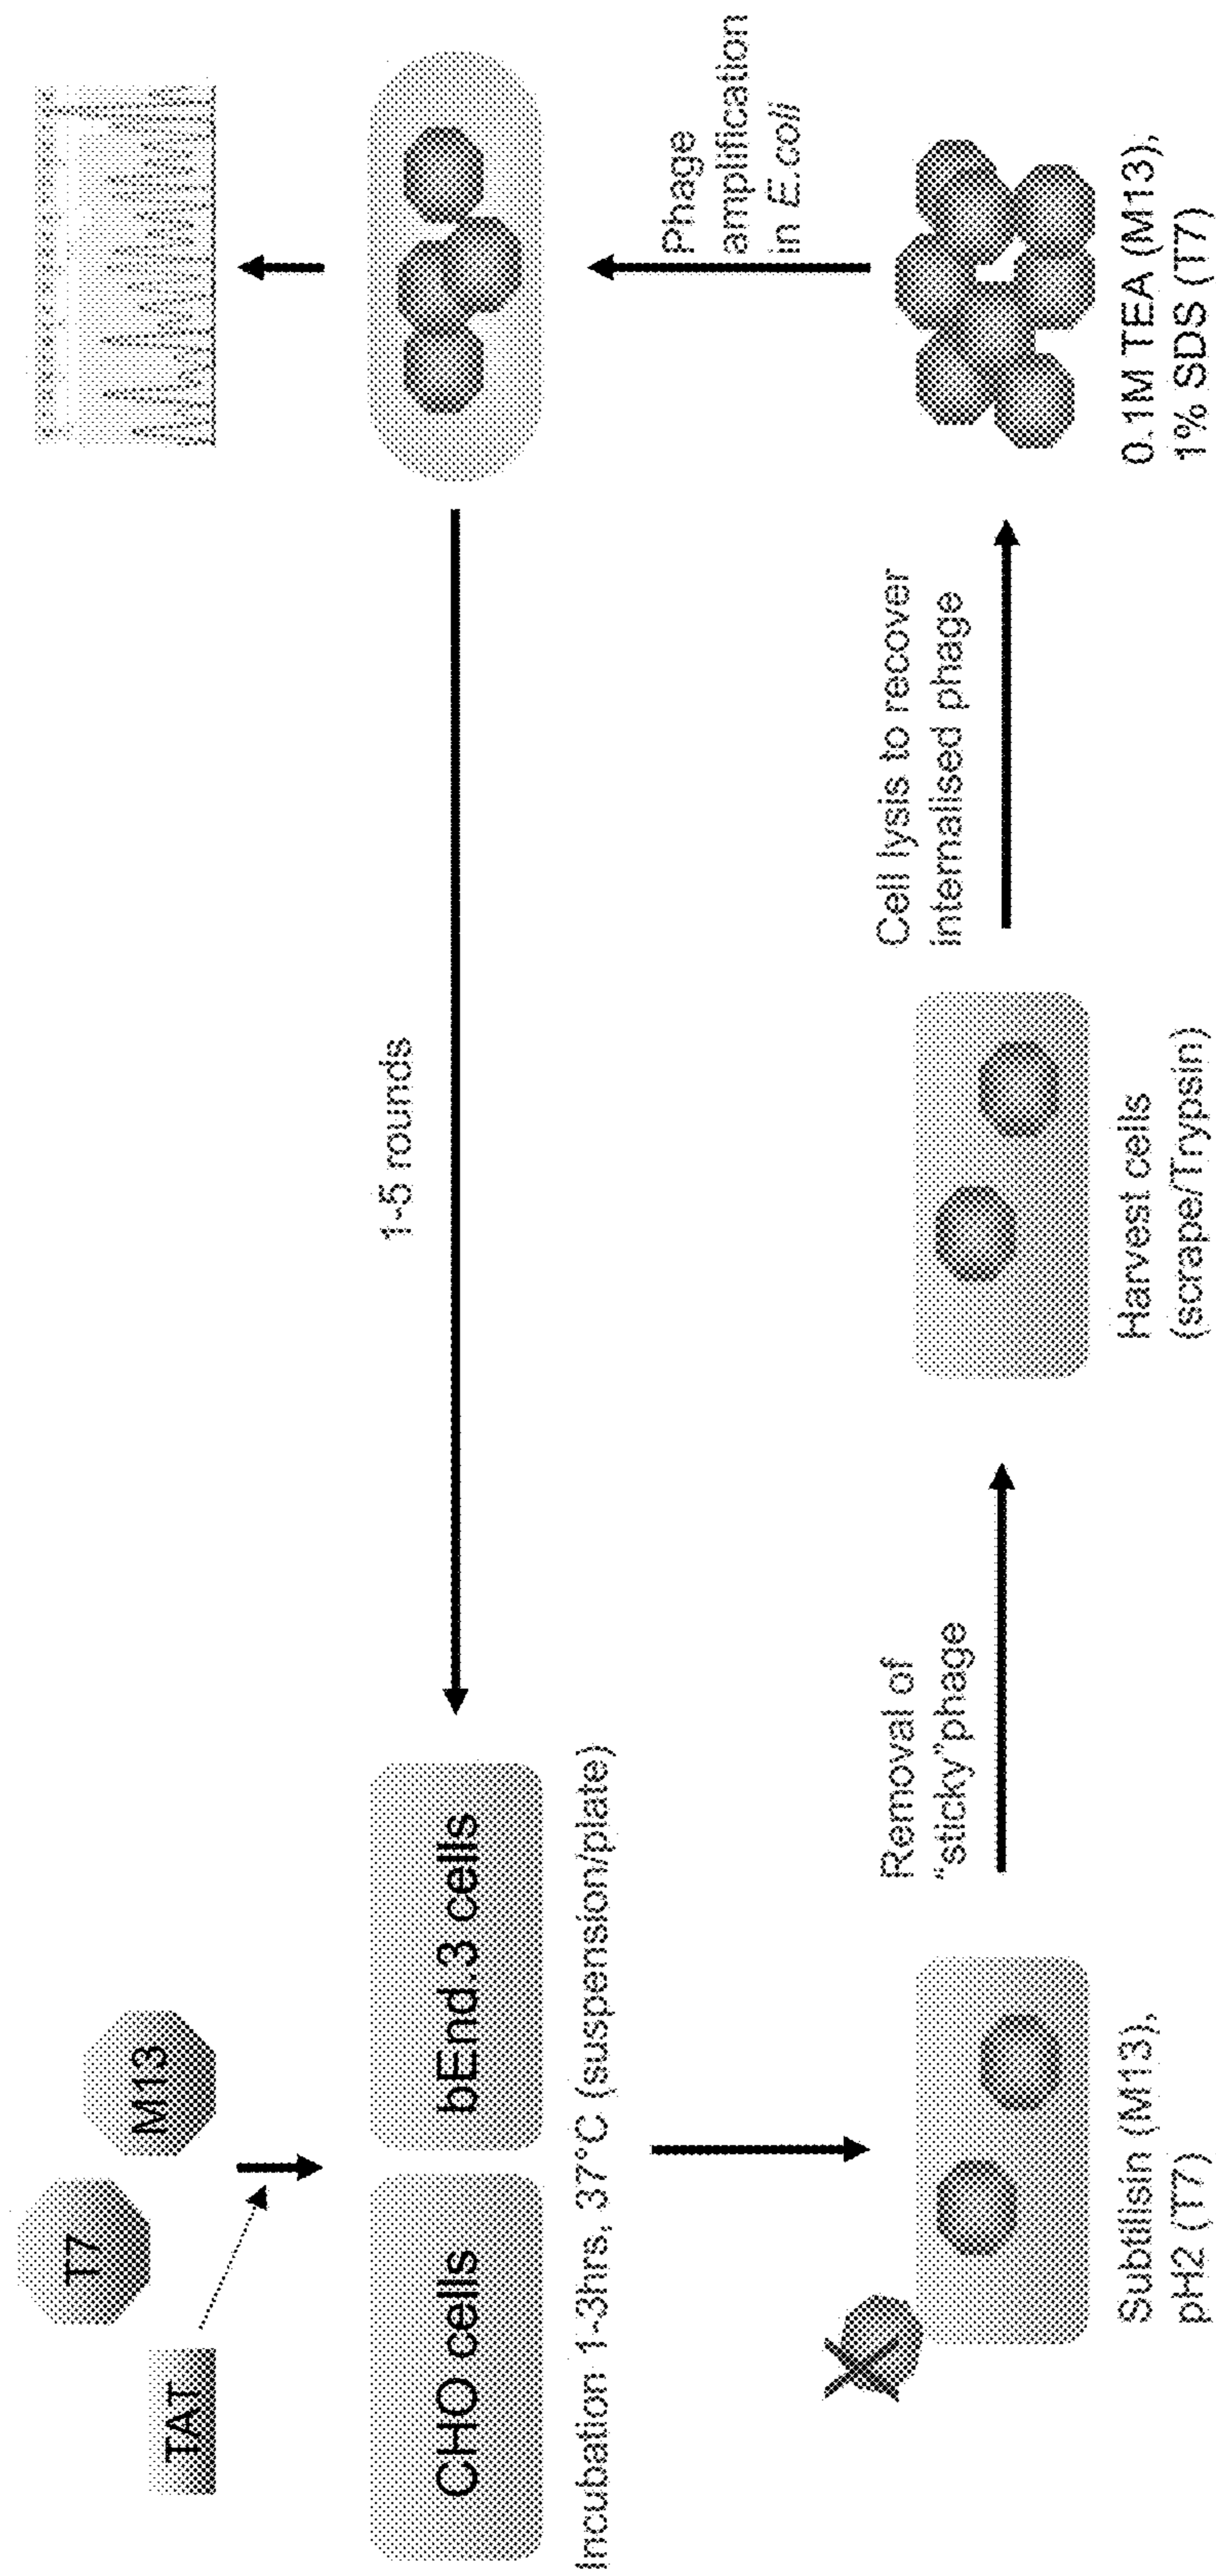 TAT
T7
M13
CHO cells
bEnd.3 cells
Incubation 1-3hrs, 37°C (suspension/plate)
1-5 rounds
Subtilisin (M13),
pH2 (T7)
Removal of
"sticky"phage
Harvest cells
(scrape/Trypsin)
Cell lysis to recover
internalised phage
0.1M TEA (M13),
1% SDS (T7)
Phage
amplification
in E.coli